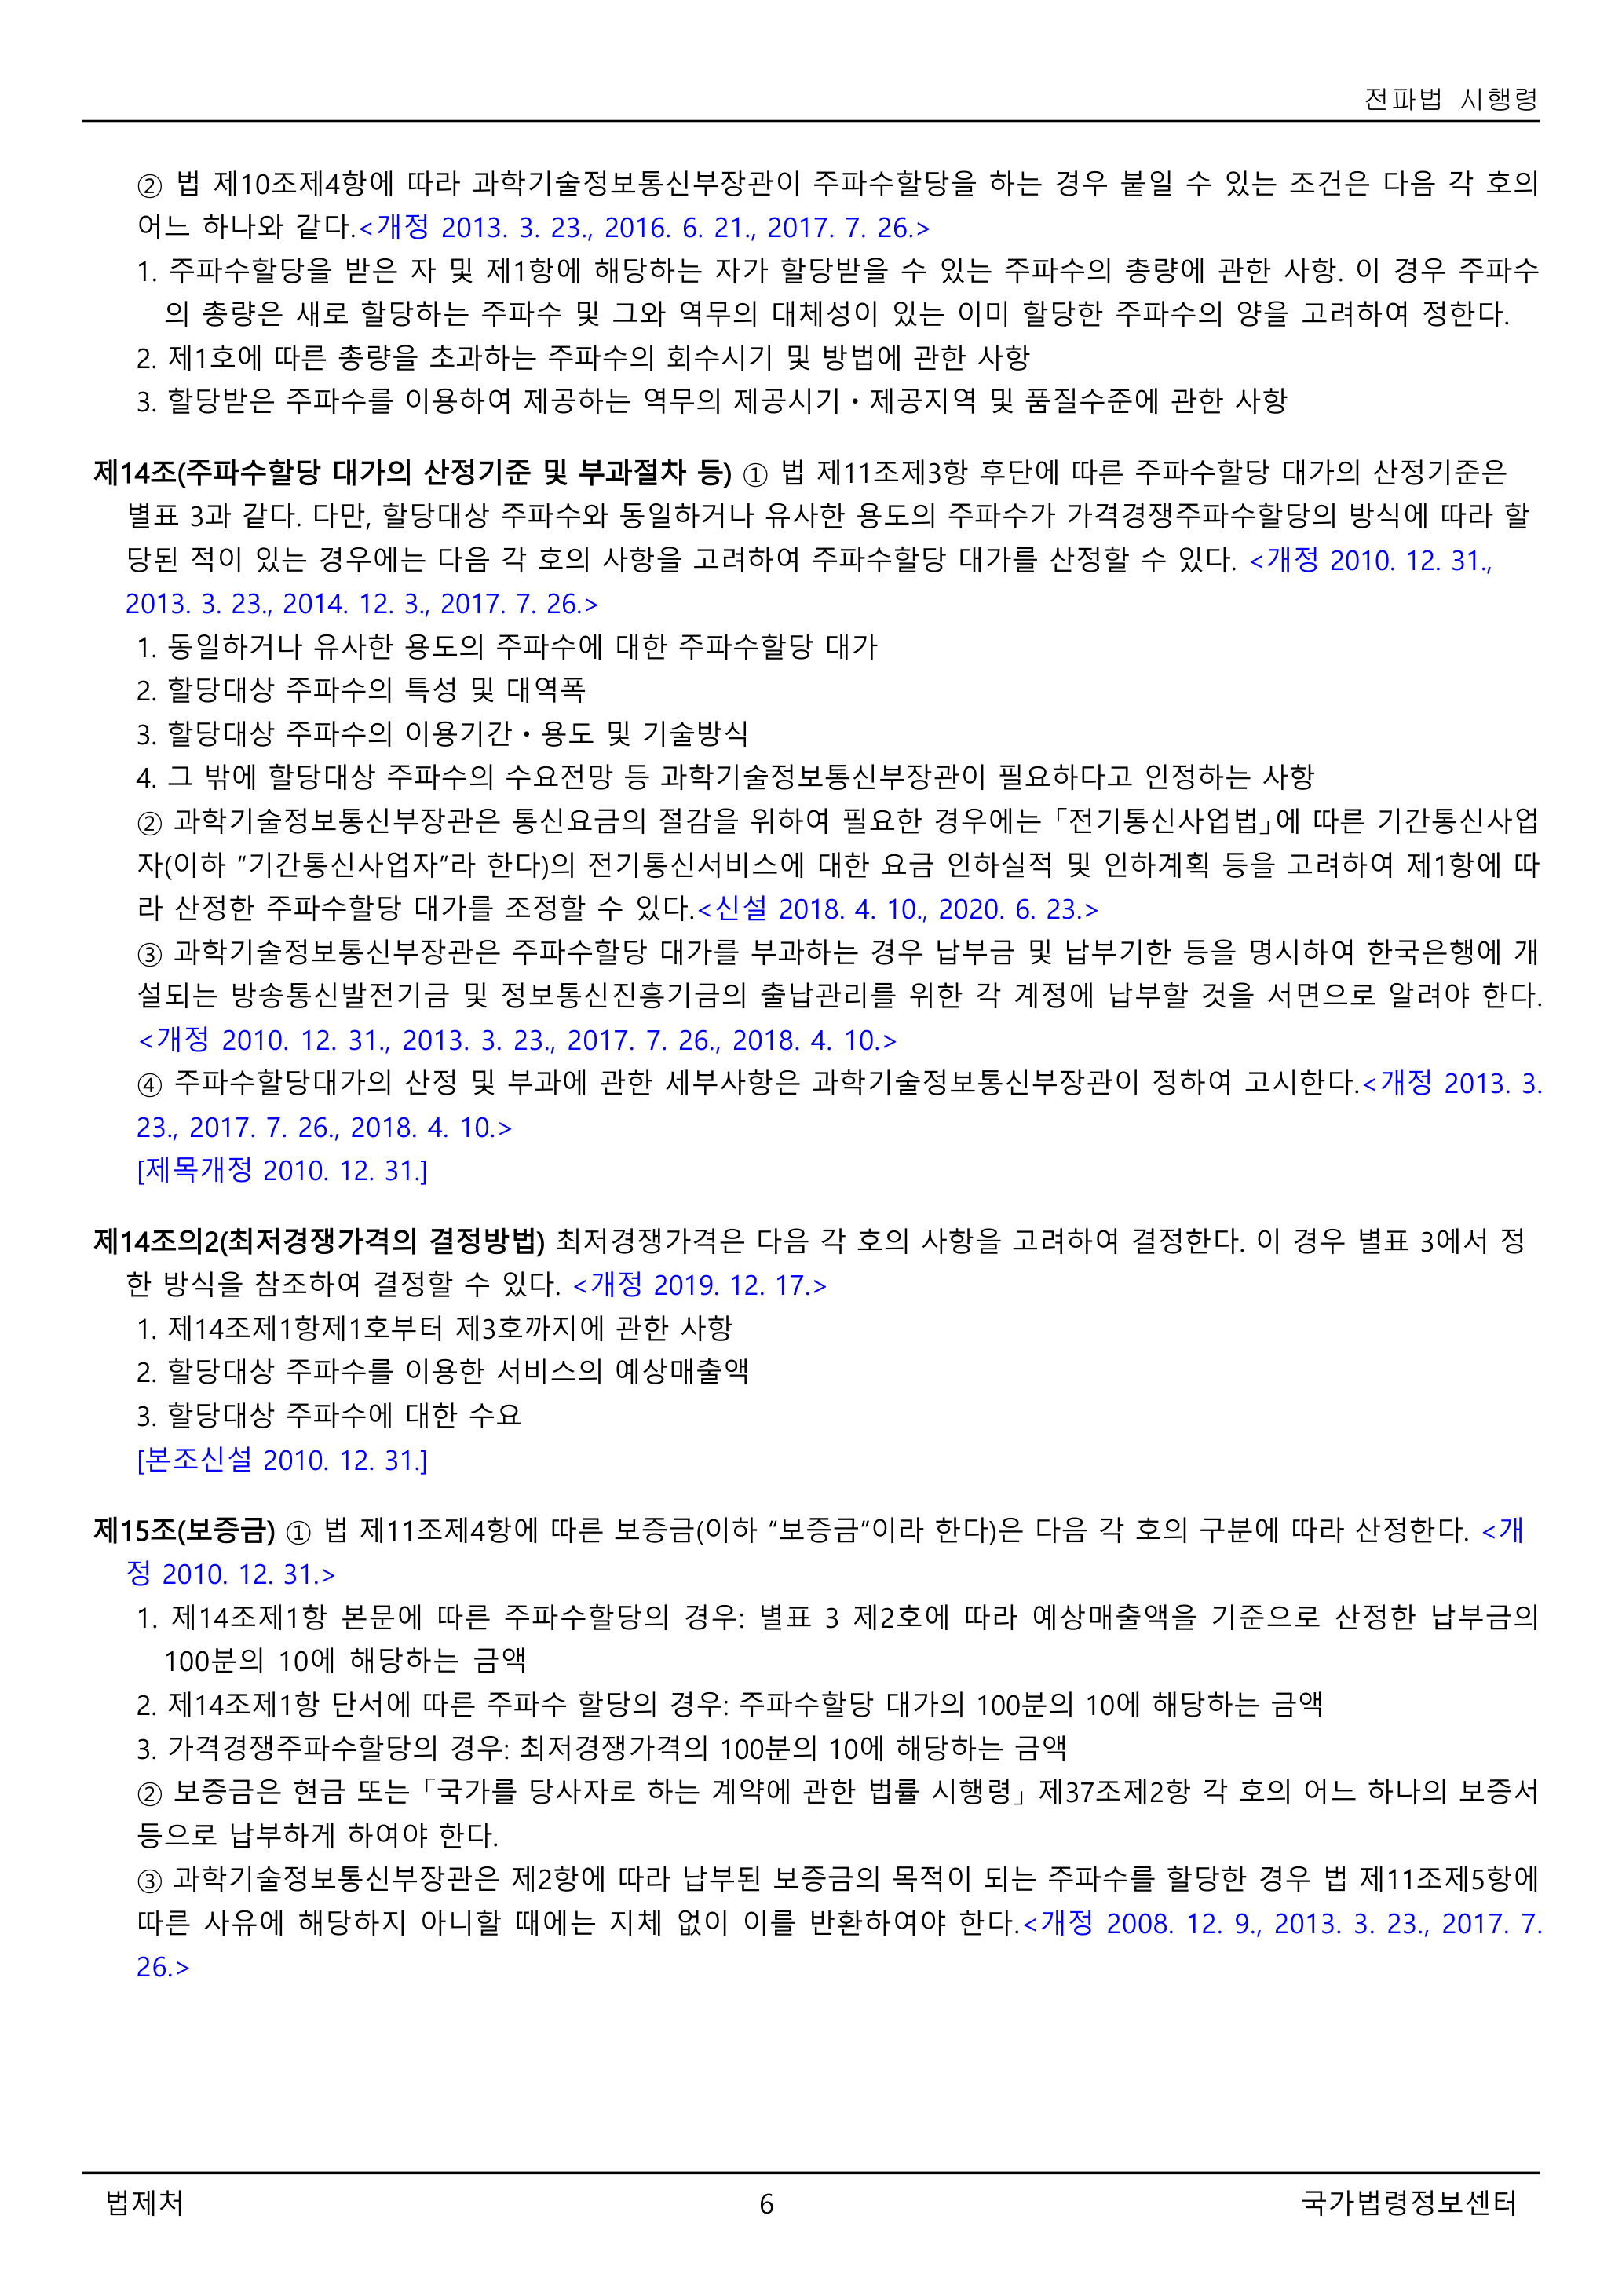 전파법 시행령
② 법 제10조제4항에 따라 과학기술정보통신부장관이 주파수할당을 하는 경우 붙일 수 있는 조건은 다음 각 호의
어느 하나와 같다.<개정 2013. 3. 23., 2016. 6. 21., 2017. 7. 26.>
1. 주파수할당을 받은 자 및 제1항에 해당하는 자가 할당받을 수 있는 주파수의 총량에 관한 사항. 이 경우 주파수
의 총량은 새로 할당하는 주파수 및 그와 역무의 대체성이 있는 이미 할당한 주파수의 양을 고려하여 정한다.
2. 제1호에 따른 총량을 초과하는 주파수의 회수시기 및 방법에 관한 사항
3. 할당받은 주파수를 이용하여 제공하는 역무의 제공시기ㆍ제공지역 및 품질수준에 관한 사항
제14조(주파수할당 대가의 산정기준 및 부과절차 등) ① 법 제11조제3항 후단에 따른 주파수할당 대가의 산정기준은
별표 3과 같다. 다만, 할당대상 주파수와 동일하거나 유사한 용도의 주파수가 가격경쟁주파수할당의 방식에 따라 할
당된 적이 있는 경우에는 다음 각 호의 사항을 고려하여 주파수할당 대가를 산정할 수 있다. <개정 2010. 12. 31.,
2013. 3. 23., 2014. 12. 3., 2017. 7. 26.>
1. 동일하거나 유사한 용도의 주파수에 대한 주파수할당 대가
2. 할당대상 주파수의 특성 및 대역폭
3. 할당대상 주파수의 이용기간ㆍ용도 및 기술방식
4. 그 밖에 할당대상 주파수의 수요전망 등 과학기술정보통신부장관이 필요하다고 인정하는 사항
② 과학기술정보통신부장관은 통신요금의 절감을 위하여 필요한 경우에는 「전기통신사업법」에 따른 기간통신사업
자(이하 “기간통신사업자”라 한다)의 전기통신서비스에 대한 요금 인하실적 및 인하계획 등을 고려하여 제1항에 따
라 산정한 주파수할당 대가를 조정할 수 있다.<신설 2018. 4. 10., 2020. 6. 23.>
③ 과학기술정보통신부장관은 주파수할당 대가를 부과하는 경우 납부금 및 납부기한 등을 명시하여 한국은행에 개
설되는 방송통신발전기금 및 정보통신진흥기금의 출납관리를 위한 각 계정에 납부할 것을 서면으로 알려야 한다.
<개정 2010. 12. 31., 2013. 3. 23., 2017. 7. 26., 2018. 4. 10.>
④ 주파수할당대가의 산정 및 부과에 관한 세부사항은 과학기술정보통신부장관이 정하여 고시한다.<개정 2013. 3.
23., 2017. 7. 26., 2018. 4. 10.>
[제목개정 2010. 12. 31.]
제14조의2(최저경쟁가격의 결정방법) 최저경쟁가격은 다음 각 호의 사항을 고려하여 결정한다. 이 경우 별표 3에서 정
한 방식을 참조하여 결정할 수 있다. <개정 2019. 12. 17.>
1. 제14조제1항제1호부터 제3호까지에 관한 사항
2. 할당대상 주파수를 이용한 서비스의 예상매출액
3. 할당대상 주파수에 대한 수요
[본조신설 2010. 12. 31.]
제15조(보증금) ① 법 제11조제4항에 따른 보증금(이하 “보증금”이라 한다)은 다음 각 호의 구분에 따라 산정한다. <개
정 2010. 12. 31.>
1. 제14조제1항 본문에 따른 주파수할당의 경우: 별표 3 제2호에 따라 예상매출액을 기준으로 산정한 납부금의
100분의 10에 해당하는 금액
2. 제14조제1항 단서에 따른 주파수 할당의 경우: 주파수할당 대가의 100분의 10에 해당하는 금액
3. 가격경쟁주파수할당의 경우: 최저경쟁가격의 100분의 10에 해당하는 금액
② 보증금은 현금 또는 「국가를 당사자로 하는 계약에 관한 법률 시행령」 제37조제2항 각 호의 어느 하나의 보증서
등으로 납부하게 하여야 한다.
③ 과학기술정보통신부장관은 제2항에 따라 납부된 보증금의 목적이 되는 주파수를 할당한 경우 법 제11조제5항에
따른 사유에 해당하지 아니할 때에는 지체 없이 이를 반환하여야 한다.<개정 2008. 12. 9., 2013. 3. 23., 2017. 7.
26.>
법제처 6 국가법령정보센터